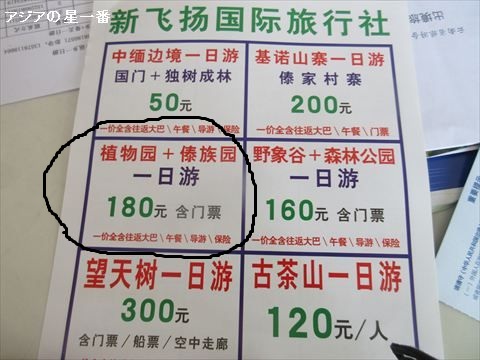 アジアの星一番
新飞扬国际旅行社
中缅边境一日游
国门+独树成林
50元
一价全含往返大巴\午餐\导游\保险
基诺山寨一日游
傣家村寨
200元
一价全含往返大巴\午餐\门票
植物园+傣族园
一日游
180元 含门票
一价全含往返大巴\午餐\导游\保险
野象谷+森林公园
一日游
160元 含门票
一价全含往返大巴\午餐\导游\保险
望天树一日游
300元
含门票/船票/空中走廊
古茶山一日游
120元/人
出境旅